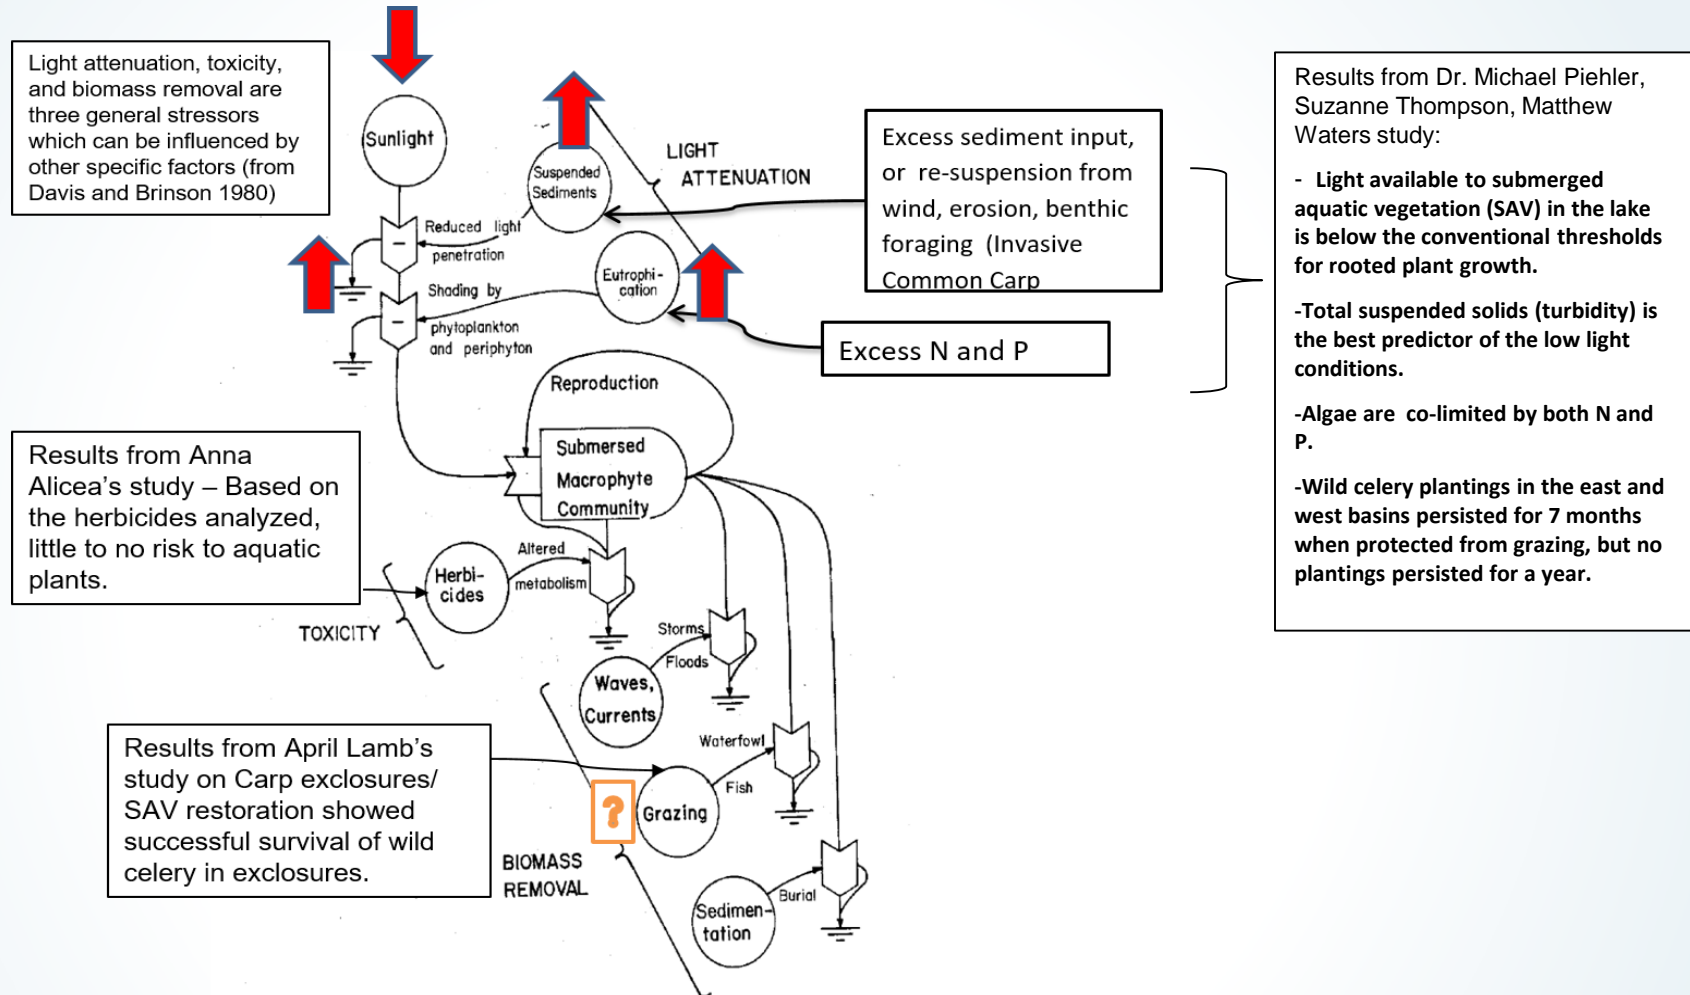 Light attenuation, toxicity,
and biomass removal are
three general stressors
which can be influenced by
other specific factors (from
Davis and Brinson 1980)
Sunlight
Suspended
Sediments
LIGHT
ATTENUATION
Reduced light
penetration
Eutrophi-
cation
Shading by
phytoplankton
and periphyton
Excess sediment input,
or re-suspension from
wind, erosion, benthic
foraging (Invasive
Common Carp
Excess N and P
Results from Dr. Michael Piehler,
Suzanne Thompson, Matthew
Waters study:
- Light available to submerged
aquatic vegetation (SAV) in the lake
is below the conventional thresholds
for rooted plant growth.
-Total suspended solids (turbidity) is
the best predictor of the low light
conditions.
-Algae are co-limited by both N and
P.
-Wild celery plantings in the east and
west basins persisted for 7 months
when protected from grazing, but no
plantings persisted for a year.
Reproduction
Submersed
Macrophyte
Community
Results from Anna
Alicea's study – Based on
the herbicides analyzed,
little to no risk to aquatic
plants.
Herbi-
cides
Altered
metabolism
TOXICITY
Storms
Floods
Waves,
Currents
Results from April Lamb's
study on Carp exclosures/
SAV restoration showed
successful survival of wild
celery in exclosures.
Waterfowl
Fish
?
Grazing
BIOMASS
REMOVAL
Burial
Sedimen-
tation